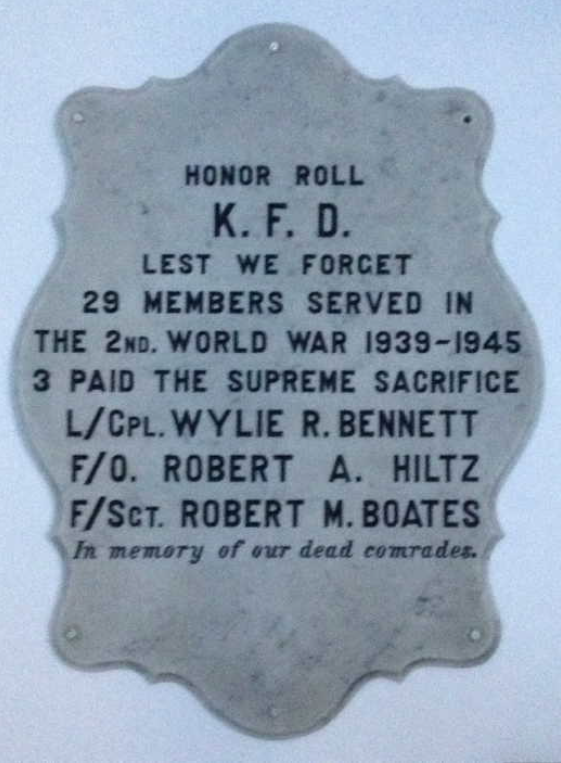 HONOR ROLL
K. F. D.
LEST WE FORGET
29 MEMBERS SERVED IN
THE 2ND. WORLD WAR 1939~1945
3 PAID THE SUPREME SACRIFICE
L/CPL. WYLIE R. BENNETT
F/O. ROBERT A. HILTZ
F/SGT. ROBERT M. BOATES
In memory of our dead comrades.